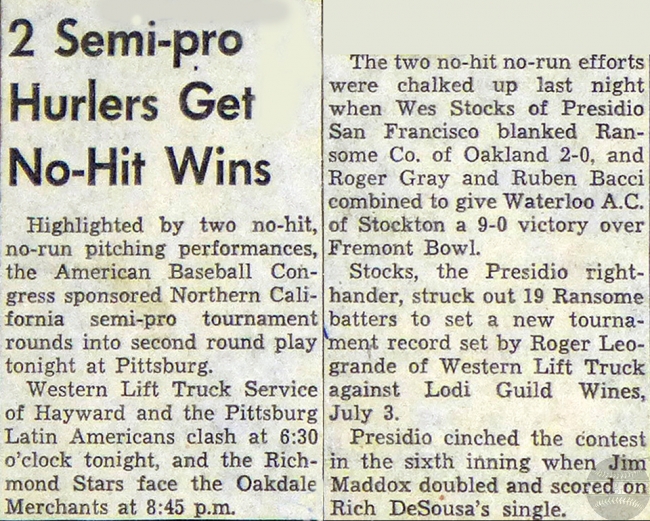 2 Semi-pro
Hurlers Get
No-Hit Wins
Highlighted by two no-hit,
no-run pitching performances,
the American Baseball Con-
gress sponsored Northern Cali-
fornia semi-pro tournament
rounds into second round play
tonight at Pittsburg.
Western Lift Truck Service
of Hayward and the Pittsburg
Latin Americans clash at 6:30
o'clock tonight, and the Rich-
mond Stars face the Oakdale
Merchants at 8:45 p.m.
The two no-hit no-run efforts
were chalked up last night
when Wes Stocks of Presidio
San Francisco blanked Ran-
some Co. of Oakland 2-0, and
Roger Gray and Ruben Bacci
combined to give Waterloo A.C.
of Stockton a 9-0 victory over
Fremont Bowl.
Stocks, the Presidio right-
hander, struck out 19 Ransome
batters to set a new tourna-
ment record set by Roger Leo-
grande of Western Lift Truck
against Lodi Guild Wines,
July 3.
Presidio cinched the contest
in the sixth inning when Jim
Maddox doubled and scored on
Rich DeSousa's single.